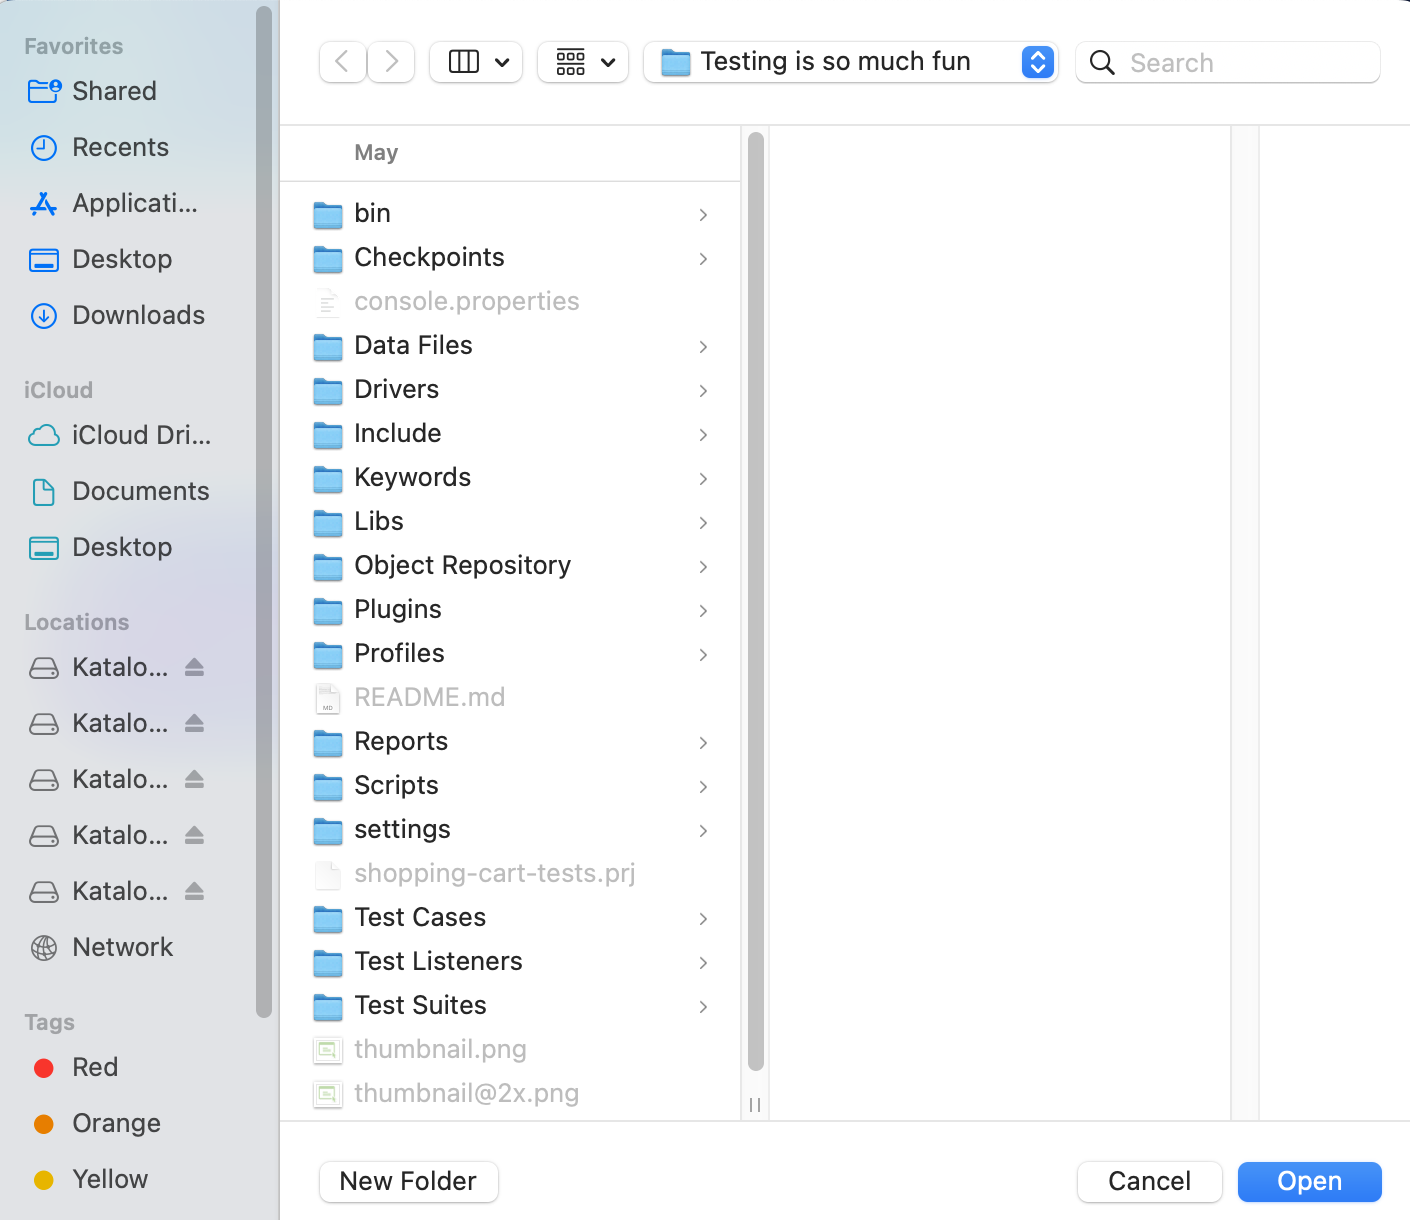 Favorites
Shared
Recents
Applicati...
Desktop
Downloads
iCloud
iCloud Dri...
Documents
Desktop
Locations
Katalo...
Katalo...
Katalo...
Katalo...
Katalo...
Network
Tags
Red
Orange
Yellow
Testing is so much fun
Search
May
bin
Checkpoints
console.properties
Data Files
Drivers
Include
Keywords
Libs
Object Repository
Plugins
Profiles
MD README.md
Reports
Scripts
settings
shopping-cart-tests.prj
Test Cases
Test Listeners
Test Suites
thumbnail.png
thumbnail@2x.png
New Folder
Cancel
Open